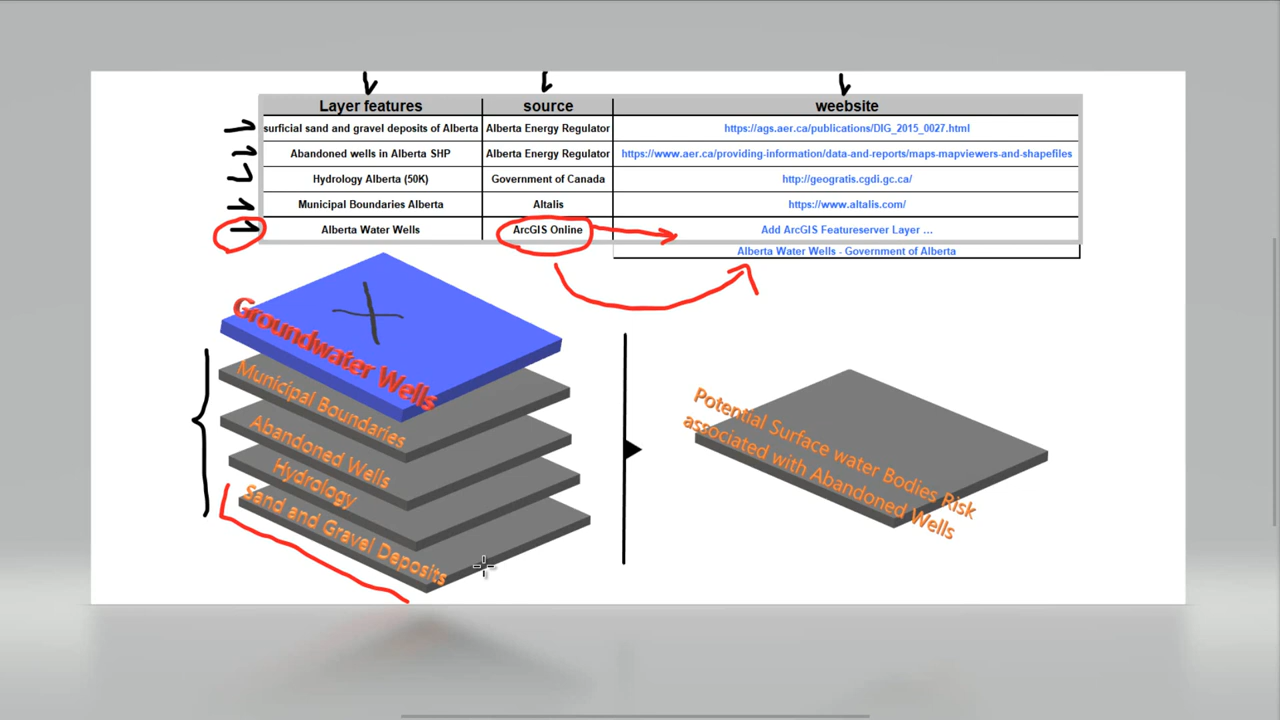 Layer features source weebsite
surficial sand and gravel deposits of Alberta Alberta Energy Regulator https://ags.aer.ca/publications/DIG_2015_0027.html
Abandoned wells in Alberta SHP Alberta Energy Regulator https://www.aer.ca/providing-information/data-and-reports/maps-mapviewers-and-shapefiles
Hydrology Alberta (50K) Government of Canada http://geogratis.cgdi.gc.ca/
Municipal Boundaries Alberta Altalis https://www.altalis.com/
Alberta Water Wells ArcGIS Online Add ArcGIS Featureserver Layer ...
Alberta Water Wells - Government of Alberta
Groundwater Wells
Municipal Boundaries
Abandoned Wells
Hydrology
Sand and Gravel Deposits
Potential Surface water Bodies Risk
associated with Abandoned Wells